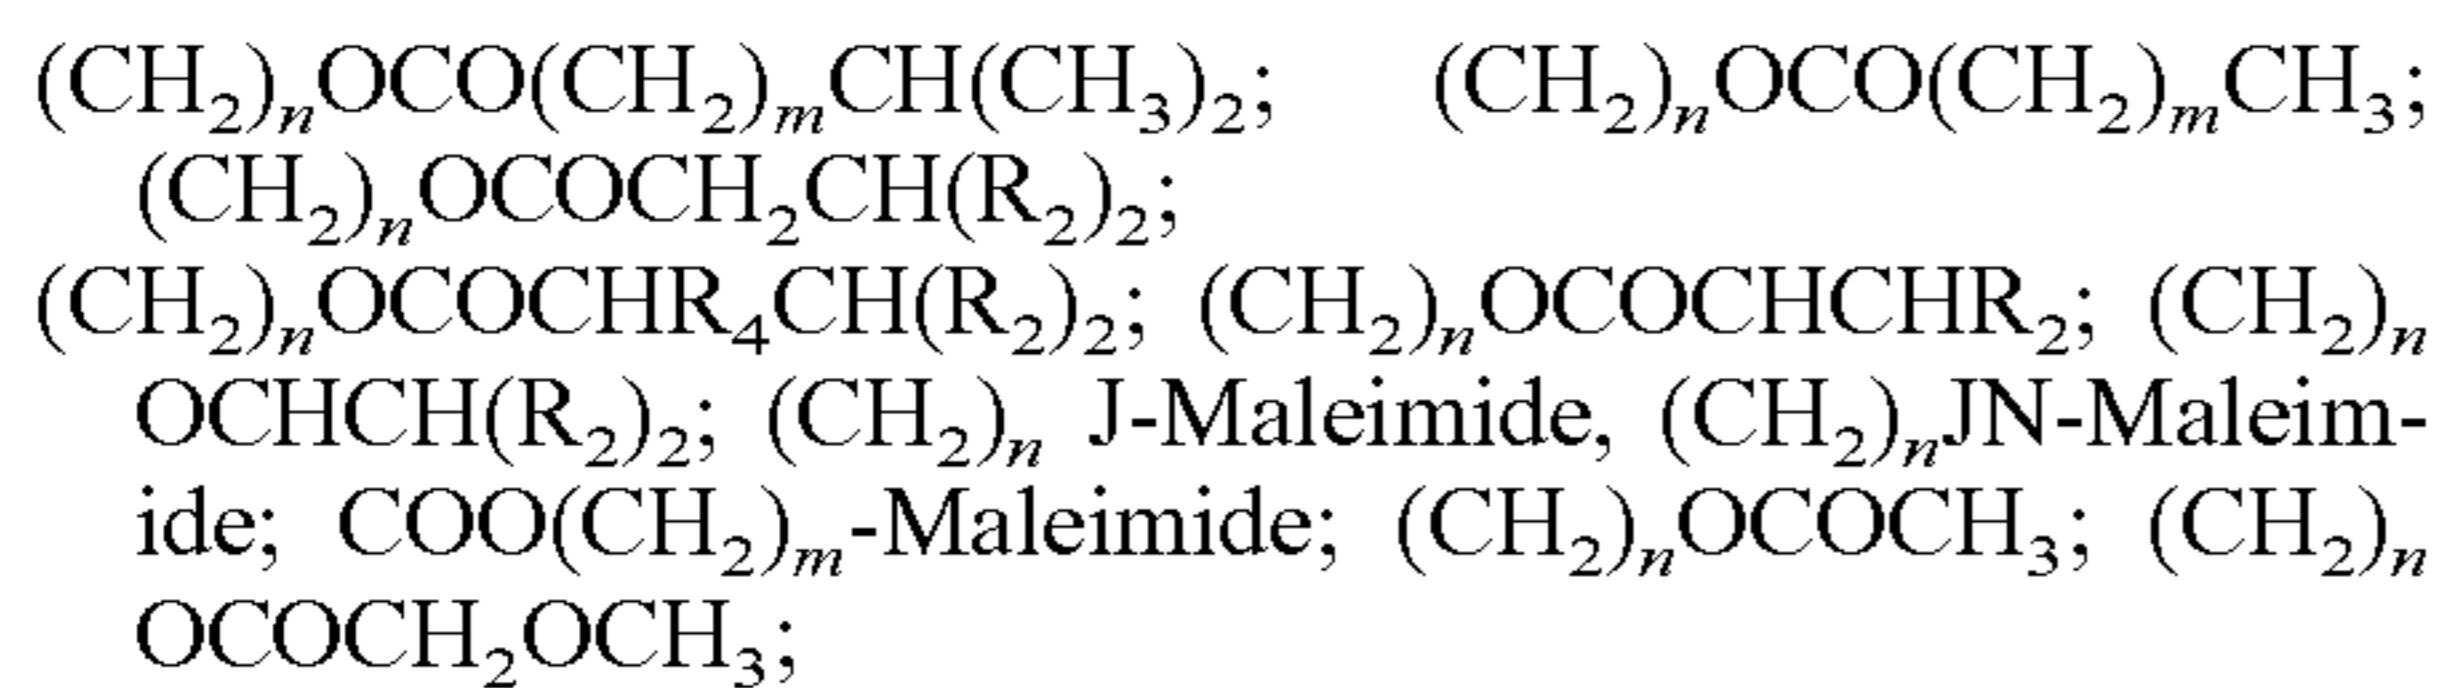 (CH₂)ₙOCO(CH₂)ₘCH(CH₃)₂; (CH₂)ₙOCO(CH₂)ₘCH₃;
(CH₂)ₙOCOCH₂CH(R₂)₂;
(CH₂)ₙOCOCHR₄CH(R₂)₂; (CH₂)ₙOCOCHCHR₂; (CH₂)ₙ
OCHCH(R₂)₂; (CH₂)ₙ J-Maleimide, (CH₂)ₙJN-Maleim-
ide; COO(CH₂)ₘ-Maleimide; (CH₂)ₙOCOCH₃; (CH₂)ₙ
OCOCH₂OCH₃;